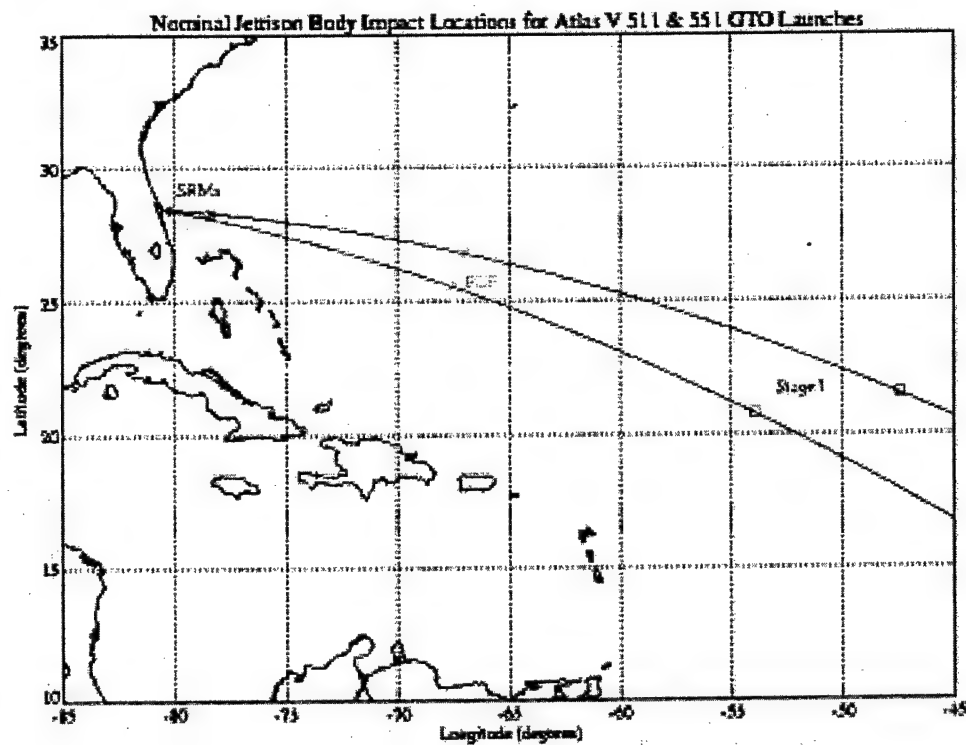 Nominal Jettison Body Impact Locations for Atlas V 511 & 551 GTO Launches
35
30
25
20
15
10
Latitude (degrees)
SRMs
Stage 1
-85 -80 -75 -70 -65 -60 -55 -50 -45
Longitude (degrees)